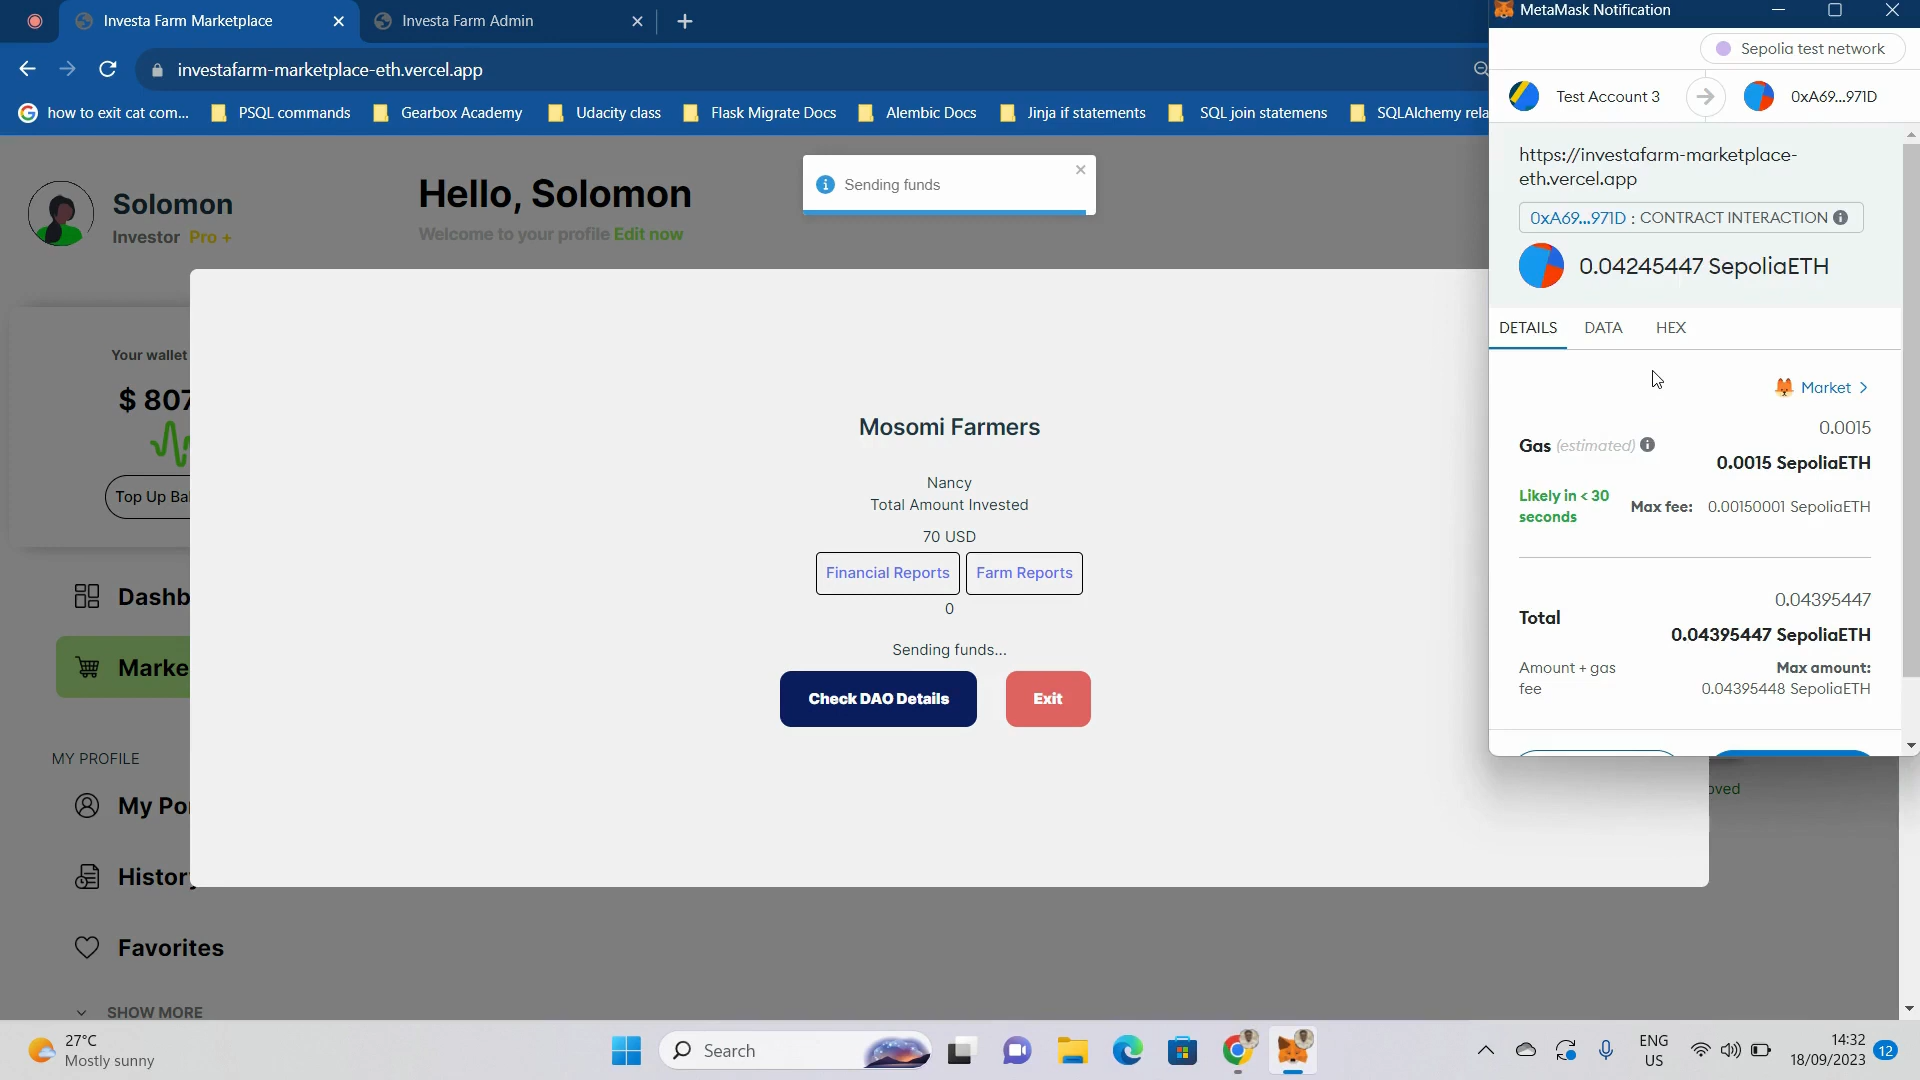 Investa Farm Marketplace
Investa Farm Admin
MetaMask Notification
investafarm-marketplace-eth.vercel.app
Sepolia test network
how to exit cat com...
PSQL commands
Gearbox Academy
Udacity class
Flask Migrate Docs
Alembic Docs
Jinja if statements
SQL join statemens
SQLAlchemy rela
Test Account 3
0xA69...971D
Solomon
Investor Pro +
Hello, Solomon
Welcome to your profile Edit now
Sending funds
https://investafarm-marketplace-
eth.vercel.app
0xA69...971D : CONTRACT INTERACTION
0.04245447 SepoliaETH
DETAILS
DATA
HEX
Market >
Gas (estimated)
0.0015
0.0015 SepoliaETH
Likely in < 30
seconds
Max fee: 0.00150001 SepoliaETH
Total
0.04395447
0.04395447 SepoliaETH
Amount + gas
fee
Max amount:
0.04395448 SepoliaETH
Your wallet
$ 807
Top Up Ba
Mosomi Farmers
Nancy
Total Amount Invested
70 USD
Financial Reports
Farm Reports
0
Sending funds...
Check DAO Details
Exit
Dashb
Marke
MY PROFILE
My Po
History
Favorites
SHOW MORE
oved
27°C
Mostly sunny
Search
ENG
US
14:32
18/09/2023
12